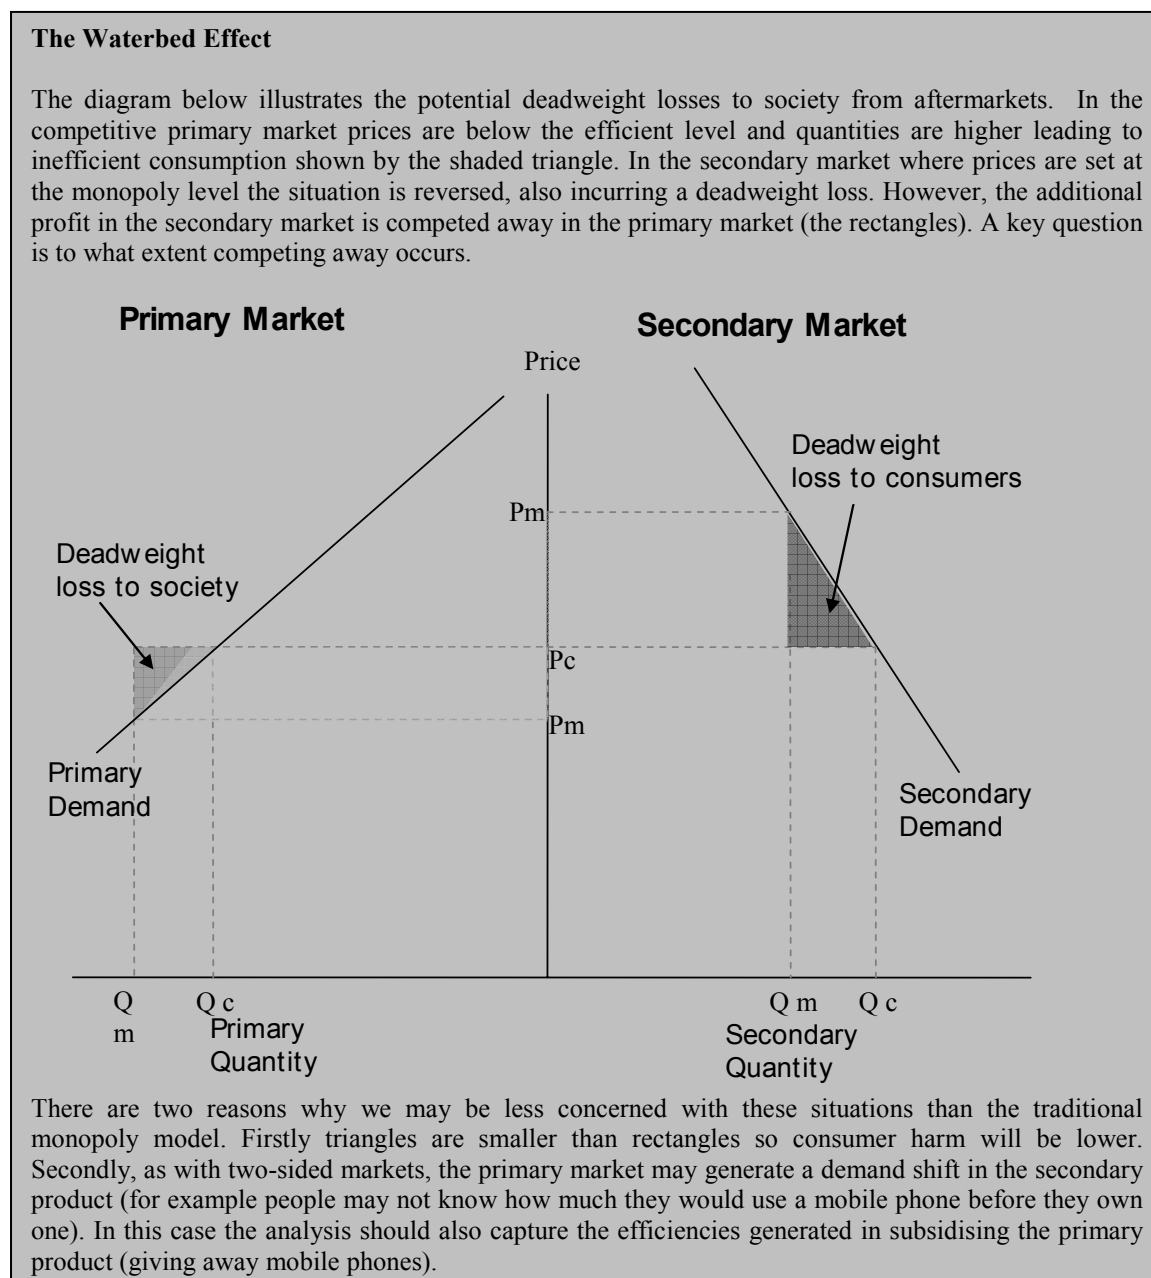 The Waterbed Effect
The diagram below illustrates the potential deadweight losses to society from aftermarkets. In the
competitive primary market prices are below the efficient level and quantities are higher leading to
inefficient consumption shown by the shaded triangle. In the secondary market where prices are set at
the monopoly level the situation is reversed, also incurring a deadweight loss. However, the additional
profit in the secondary market is competed away in the primary market (the rectangles). A key question
is to what extent competing away occurs.
Primary Market
Secondary Market
Price
Deadweight
loss to consumers
Pm
Deadweight
loss to society
Pc
Pm
Primary
Demand
Secondary
Demand
Q
m
Q c
Primary
Quantity
Q m
Q c
Secondary
Quantity
There are two reasons why we may be less concerned with these situations than the traditional
monopoly model. Firstly triangles are smaller than rectangles so consumer harm will be lower.
Secondly, as with two-sided markets, the primary market may generate a demand shift in the secondary
product (for example people may not know how much they would use a mobile phone before they own
one). In this case the analysis should also capture the efficiencies generated in subsidising the primary
product (giving away mobile phones).